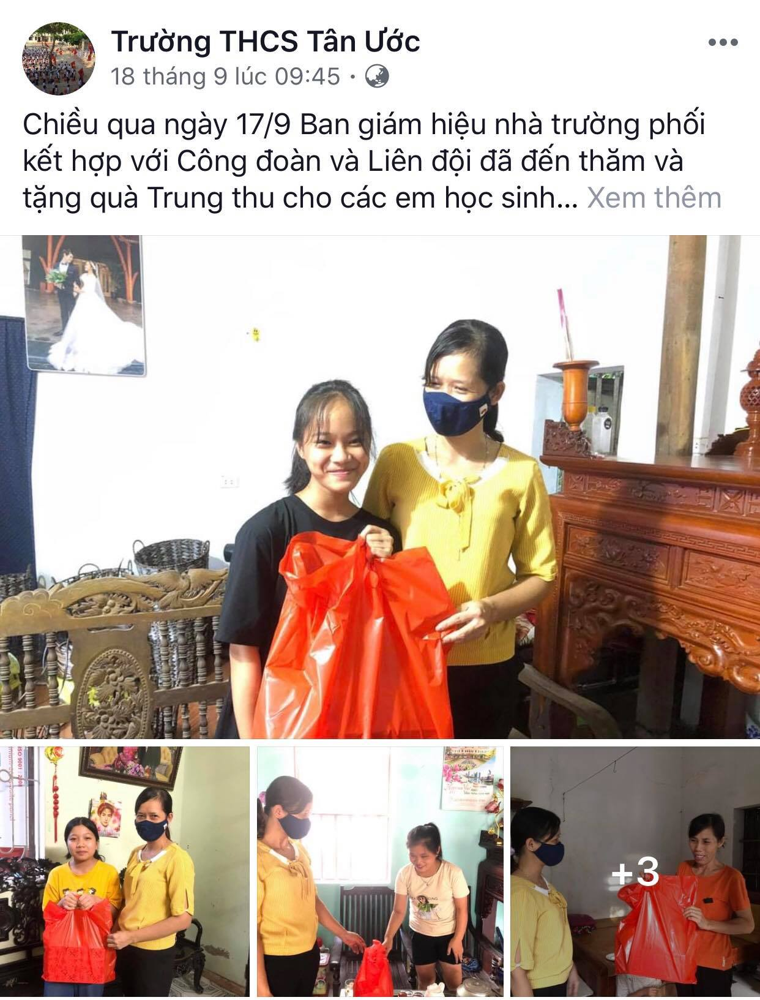 Trường THCS Tân Ước
18 tháng 9 lúc 09:45
Chiều qua ngày 17/9 Ban giám hiệu nhà trường phối
kết hợp với Công đoàn và Liên đội đã đến thăm và
tặng quà Trung thu cho các em học sinh... Xem thêm
ISO 9001
+3